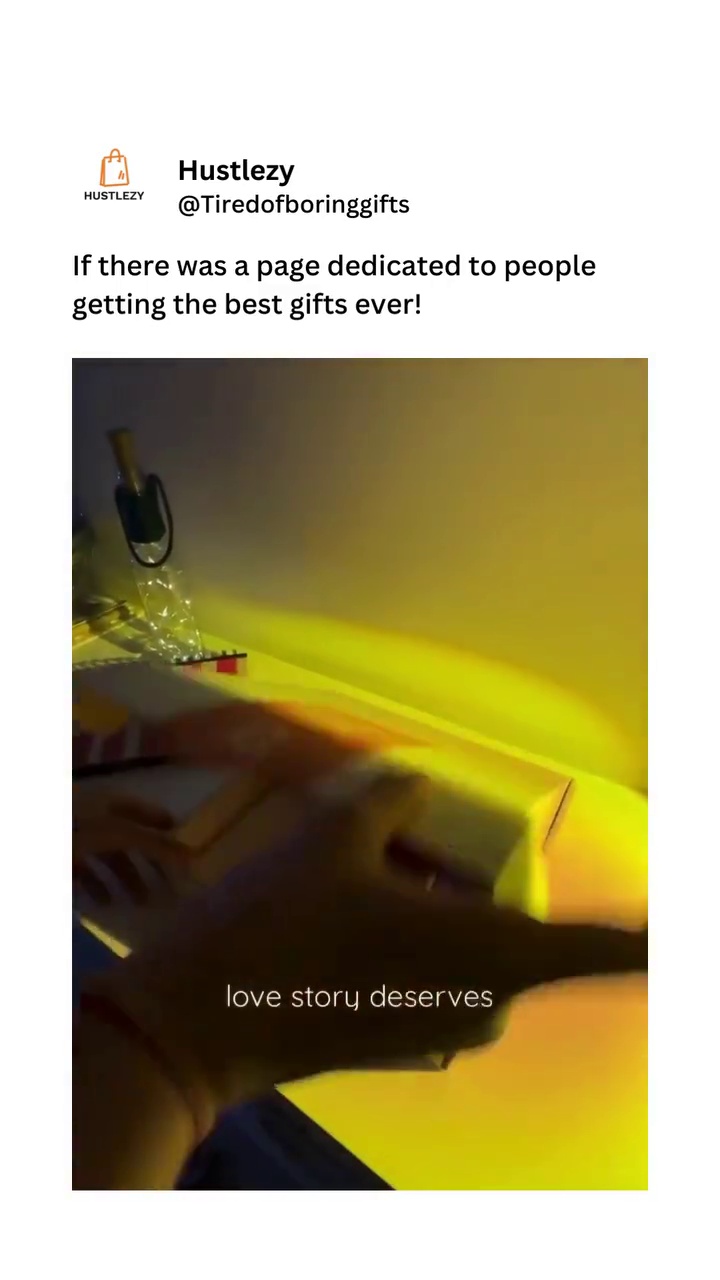 HUSTLEZY
Hustlezy
@Tiredofboringgifts
If there was a page dedicated to people
getting the best gifts ever!
love story deserves